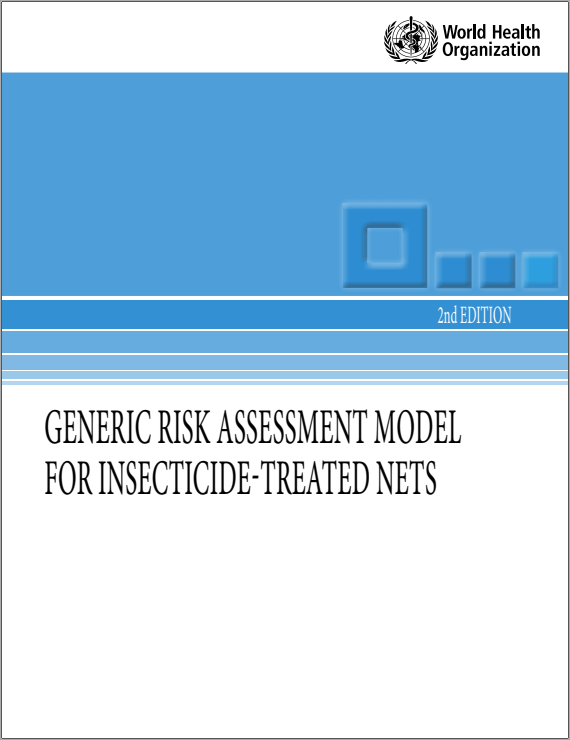 World Health
Organization
2nd EDITION
GENERIC RISK ASSESSMENT MODEL
FOR INSECTICIDE-TREATED NETS